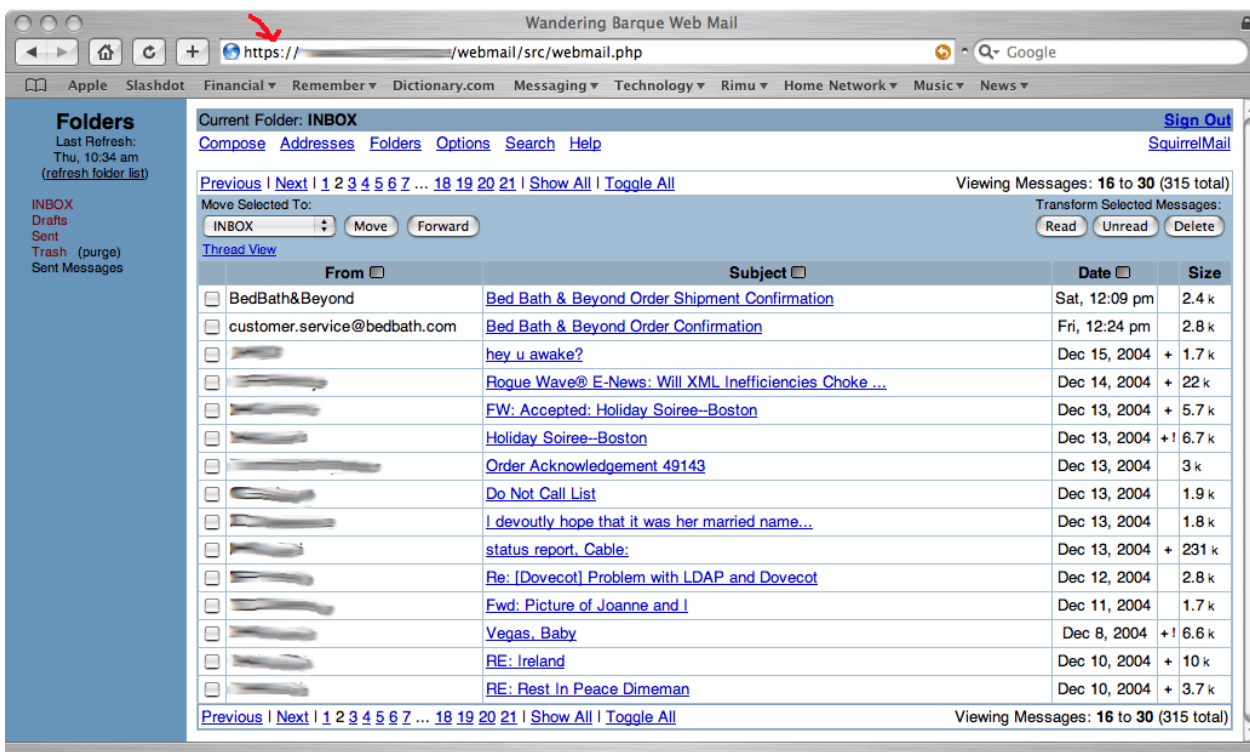 Wandering Barque Web Mail
https:// /webmail/src/webmail.php Google
Apple Slashdot Financial Remember Dictionary.com Messaging Technology Rimu Home Network Music News
Folders
Last Refresh:
Thu, 10:34 am
(refresh folder list)
INBOX
Drafts
Sent
Trash (purge)
Sent Messages
Current Folder: INBOX Sign Out
Compose Addresses Folders Options Search Help SquirrelMail
Previous | Next | 1 2 3 4 5 6 7 ... 18 19 20 21 | Show All | Toggle All Viewing Messages: 16 to 30 (315 total)
Move Selected To: Transform Selected Messages:
INBOX Move Forward Read Unread Delete
Thread View
From Subject Date Size
BedBath&Beyond Bed Bath & Beyond Order Shipment Confirmation Sat, 12:09 pm 2.4 k
customer.service@bedbath.com Bed Bath & Beyond Order Confirmation Fri, 12:24 pm 2.8 k
hey u awake? Dec 15, 2004 + 1.7 k
Rogue Wave® E-News: Will XML Inefficiencies Choke ... Dec 14, 2004 + 22 k
FW: Accepted: Holiday Soiree--Boston Dec 13, 2004 + 5.7 k
Holiday Soiree--Boston Dec 13, 2004 +! 6.7 k
Order Acknowledgement 49143 Dec 13, 2004 3 k
Do Not Call List Dec 13, 2004 1.9 k
I devoutly hope that it was her married name... Dec 13, 2004 1.8 k
status report, Cable: Dec 13, 2004 + 231 k
Re: [Dovecot] Problem with LDAP and Dovecot Dec 12, 2004 2.8 k
Fwd: Picture of Joanne and I Dec 11, 2004 1.7 k
Vegas, Baby Dec 8, 2004 +! 6.6 k
RE: Ireland Dec 10, 2004 + 10 k
RE: Rest In Peace Dimeman Dec 10, 2004 + 3.7 k
Previous | Next | 1 2 3 4 5 6 7 ... 18 19 20 21 | Show All | Toggle All Viewing Messages: 16 to 30 (315 total)